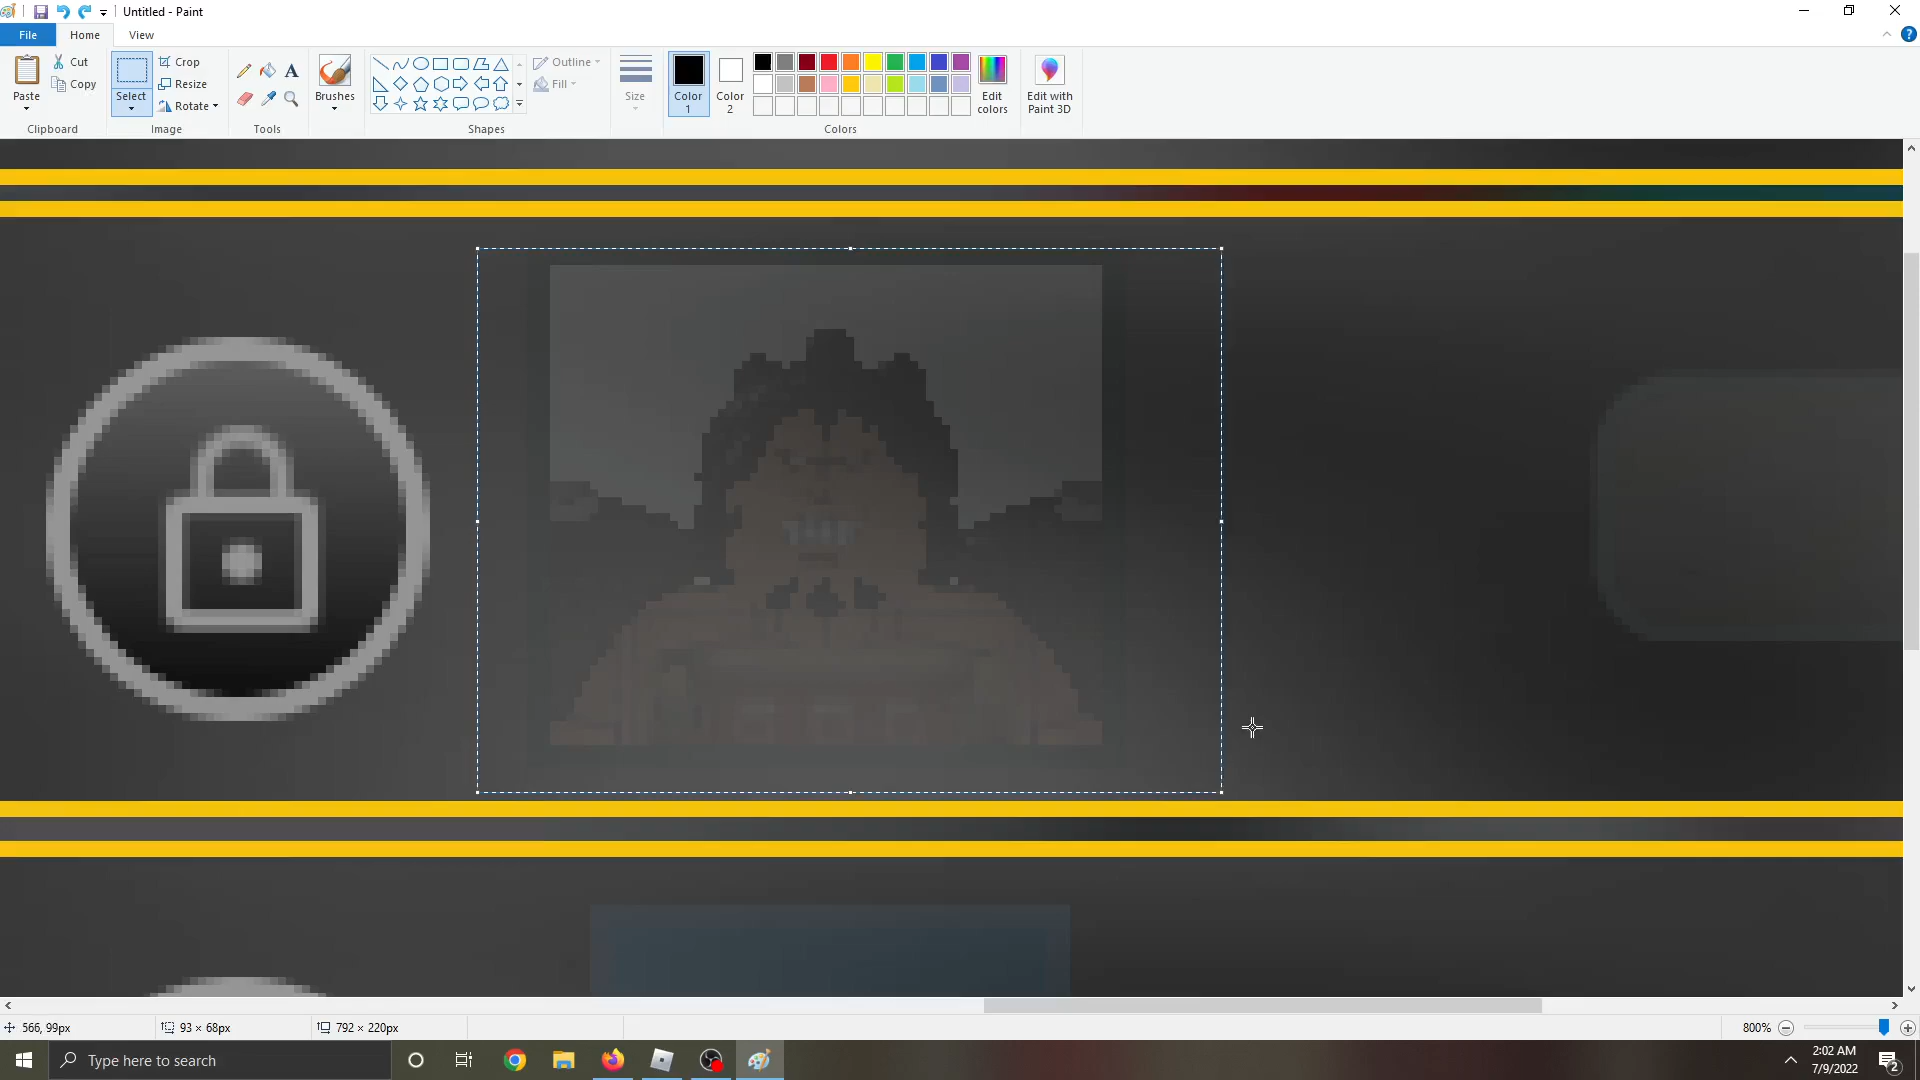 Untitled - Paint
File Home View
Cut
Copy
Paste
Clipboard
Select
Crop
Resize
Rotate
Image
Tools
Brushes
Outline
Fill
Shapes
Size
Color 1
Color 2
Edit colors
Colors
Edit with Paint 3D
566, 99px
93 × 68px
792 × 220px
800%
Type here to search
2:02 AM
7/9/2022
2